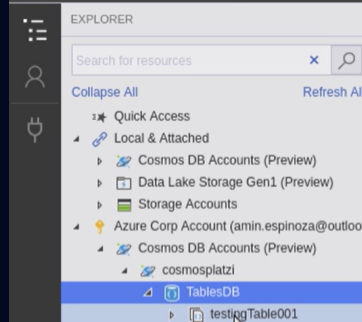 EXPLORER
Search for resources
Collapse All Refresh Al
Quick Access
Local & Attached
Cosmos DB Accounts (Preview)
Data Lake Storage Gen1 (Preview)
Storage Accounts
Azure Corp Account (amin.espinoza@outloo
Cosmos DB Accounts (Preview)
cosmosplatzi
TablesDB
testingTable001